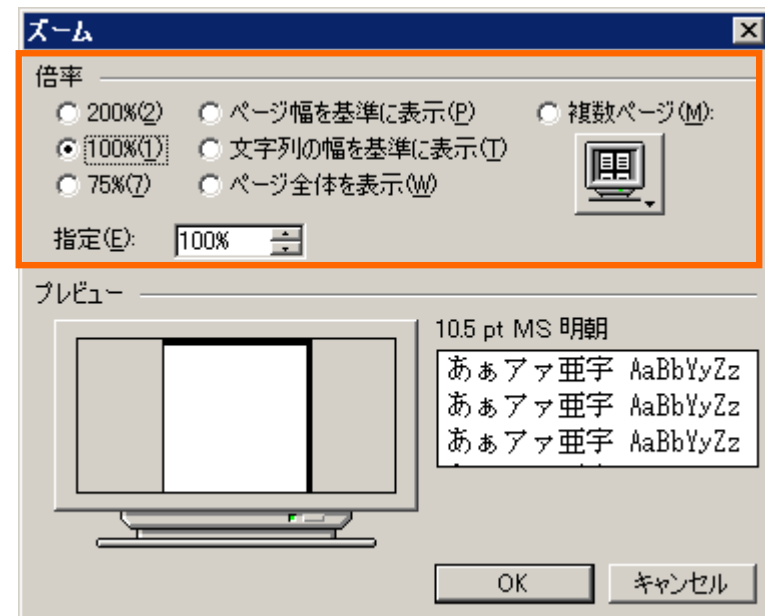 ズーム
倍率
200%(2) ページ幅を基準に表示(P) 複数ページ(M):
100%(1) 文字列の幅を基準に表示(T)
75%(7) ページ全体を表示(W)
指定(E): 100%
プレビュー
10.5 pt MS 明朝
あぁアァ亜宇 AaBbYyZz
あぁアァ亜宇 AaBbYyZz
あぁアァ亜宇 AaBbYyZz
OK キャンセル